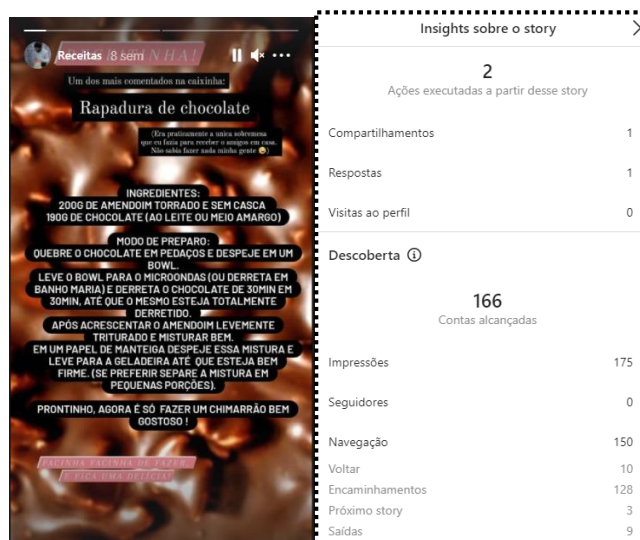 Receitas 8 sem
Um dos mais comentados na caixinha:
Rapadura de chocolate
(Era praticamente a unica sobremesa
que eu fazia para receber o amigos em casa.
Não sabia fazer nada minha gente 😅)
INGREDIENTES:
200G DE AMENDOIM TORRADO E SEM CASCA
190G DE CHOCOLATE (AO LEITE OU MEIO AMARGO)
MODO DE PREPARO:
QUEBRE O CHOCOLATE EM PEDAÇOS E DESPEJE EM UM
BOWL.
LEVE O BOWL PARA O MICROONDAS (OU DERRETA EM
BANHO MARIA) E DERRETA O CHOCOLATE DE 30MIN EM
30MIN, ATÉ QUE O MESMO ESTEJA TOTALMENTE
DERRETIDO.
APÓS ACRESCENTAR O AMENDOIM LEVEMENTE
TRITURADO E MISTURAR BEM.
EM UM PAPEL DE MANTEIGA DESPEJE ESSA MISTURA E
LEVE PARA A GELADEIRA ATÉ QUE ESTEJA BEM
FIRME. (SE PREFERIR SEPARE A MISTURA EM
PEQUENAS PORÇÕES).
PRONTINHO, AGORA É SÓ FAZER UM CHIMARRÃO BEM
GOSTOSO !
FACINHA FACINHA DE FAZER,
E FICA UMA DELÍCIA!
Insights sobre o story
2
Ações executadas a partir desse story
Compartilhamentos 1
Respostas 1
Visitas ao perfil 0
Descoberta
166
Contas alcançadas
Impressões 175
Seguidores 0
Navegação 150
Voltar 10
Encaminhamentos 128
Próximo story 3
Saídas 9